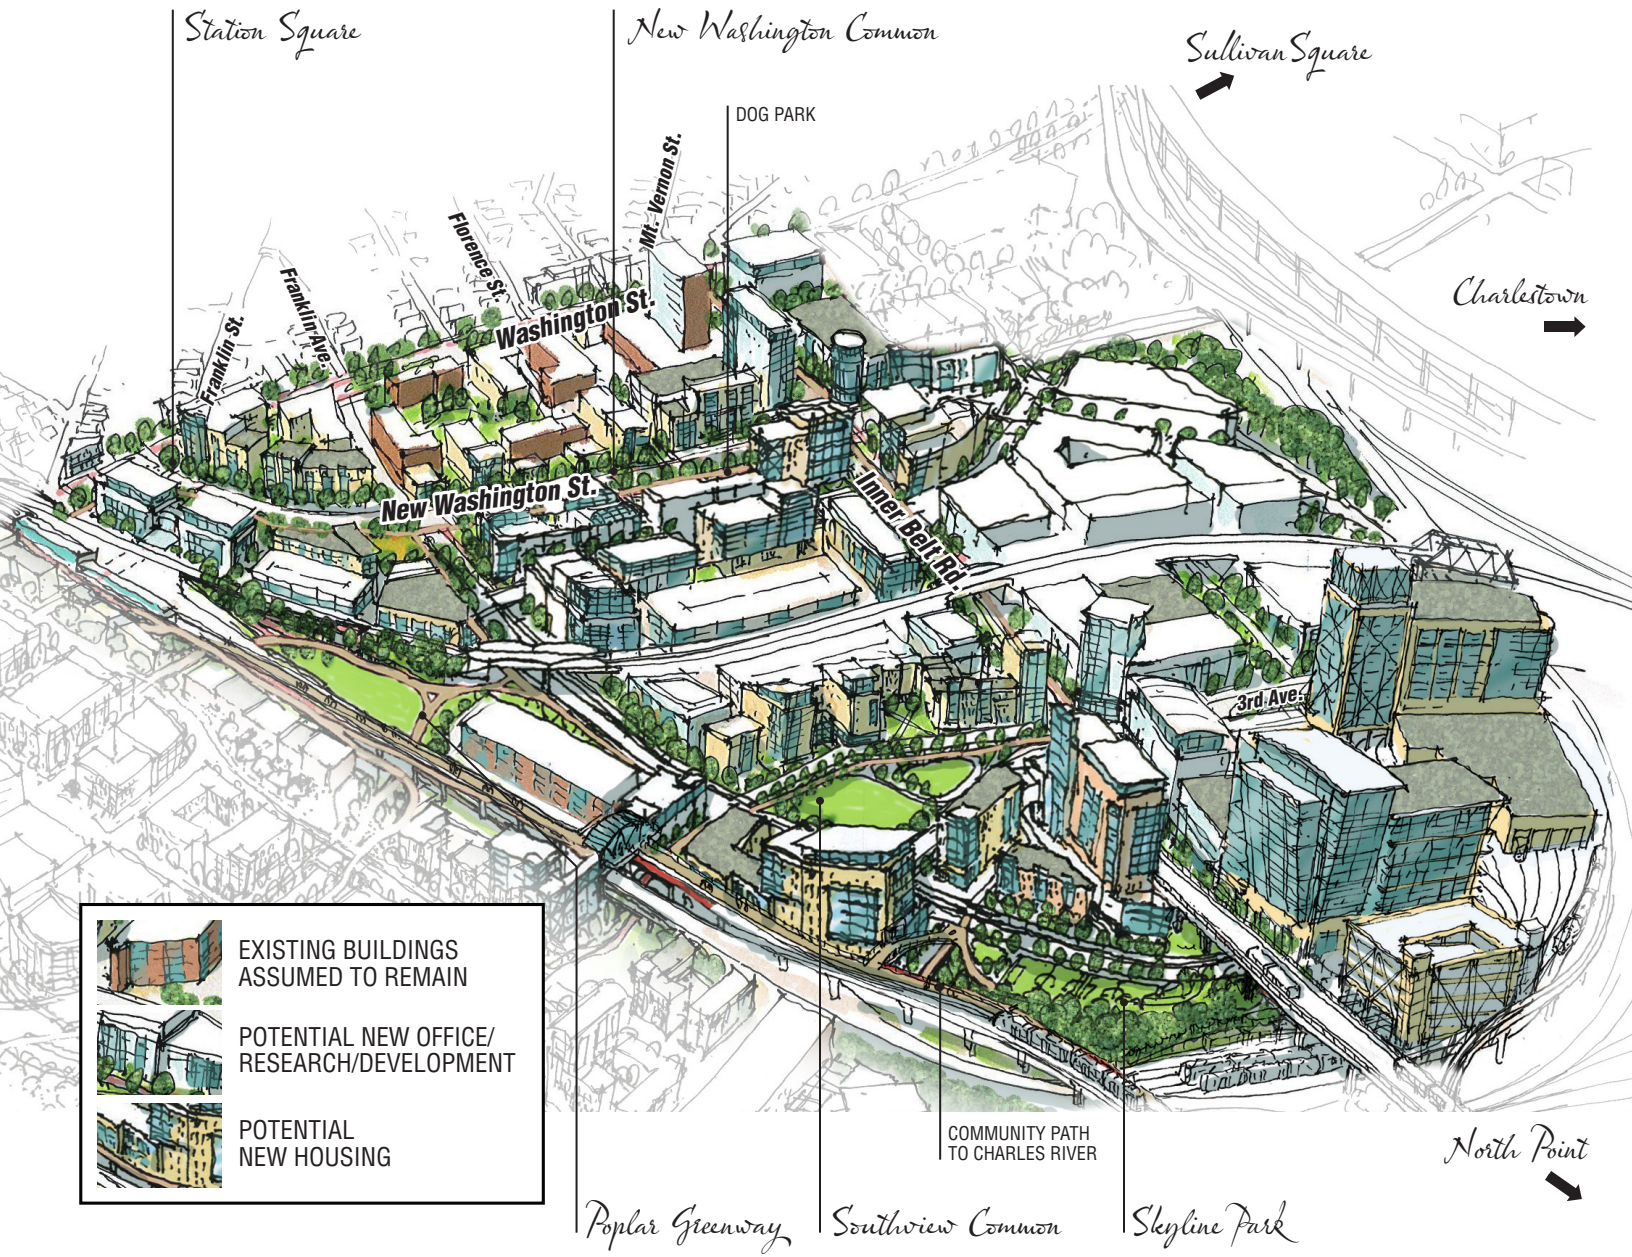 Station Square
New Washington Common
Sullivan Square
DOG PARK
Mt. Vernon St.
Florence St.
Franklin Ave.
Franklin St.
Washington St.
Charlestown
New Washington St.
Inner Belt Rd
3rd Ave.
EXISTING BUILDINGS
ASSUMED TO REMAIN
POTENTIAL NEW OFFICE/
RESEARCH/DEVELOPMENT
POTENTIAL
NEW HOUSING
COMMUNITY PATH
TO CHARLES RIVER
North Point
Poplar Greenway
Southview Common
Skyline Park